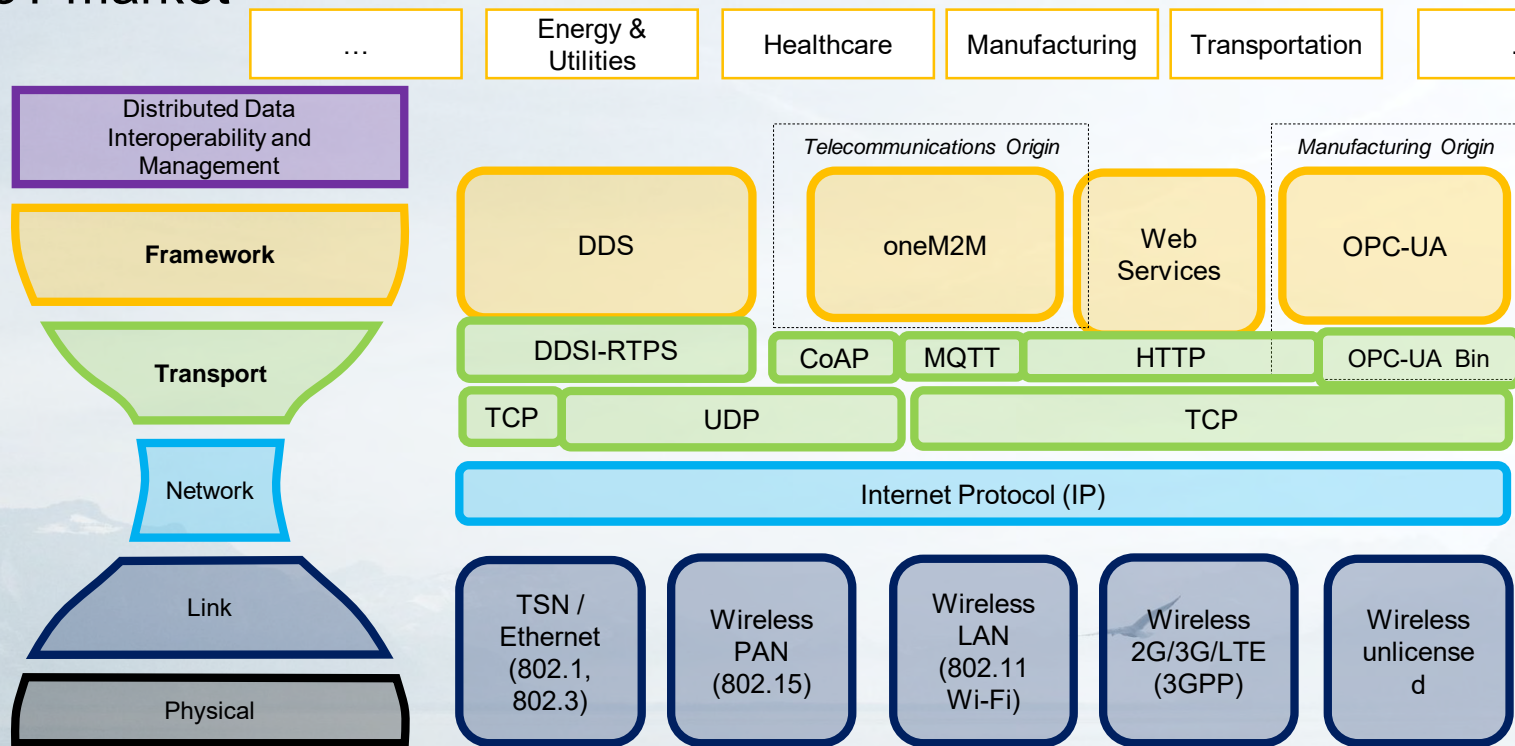 …
Energy &
Utilities
Healthcare
Manufacturing
Transportation
Distributed Data
Interoperability and
Management
Telecommunications Origin
Manufacturing Origin
Framework
DDS
oneM2M
Web
Services
OPC-UA
Transport
DDSI-RTPS
CoAP
MQTT
HTTP
OPC-UA Bin
TCP
UDP
TCP
Network
Internet Protocol (IP)
Link
TSN /
Ethernet
(802.1,
802.3)
Wireless
PAN
(802.15)
Wireless
LAN
(802.11
Wi-Fi)
Wireless
2G/3G/LTE
(3GPP)
Wireless
unlicense
d
Physical